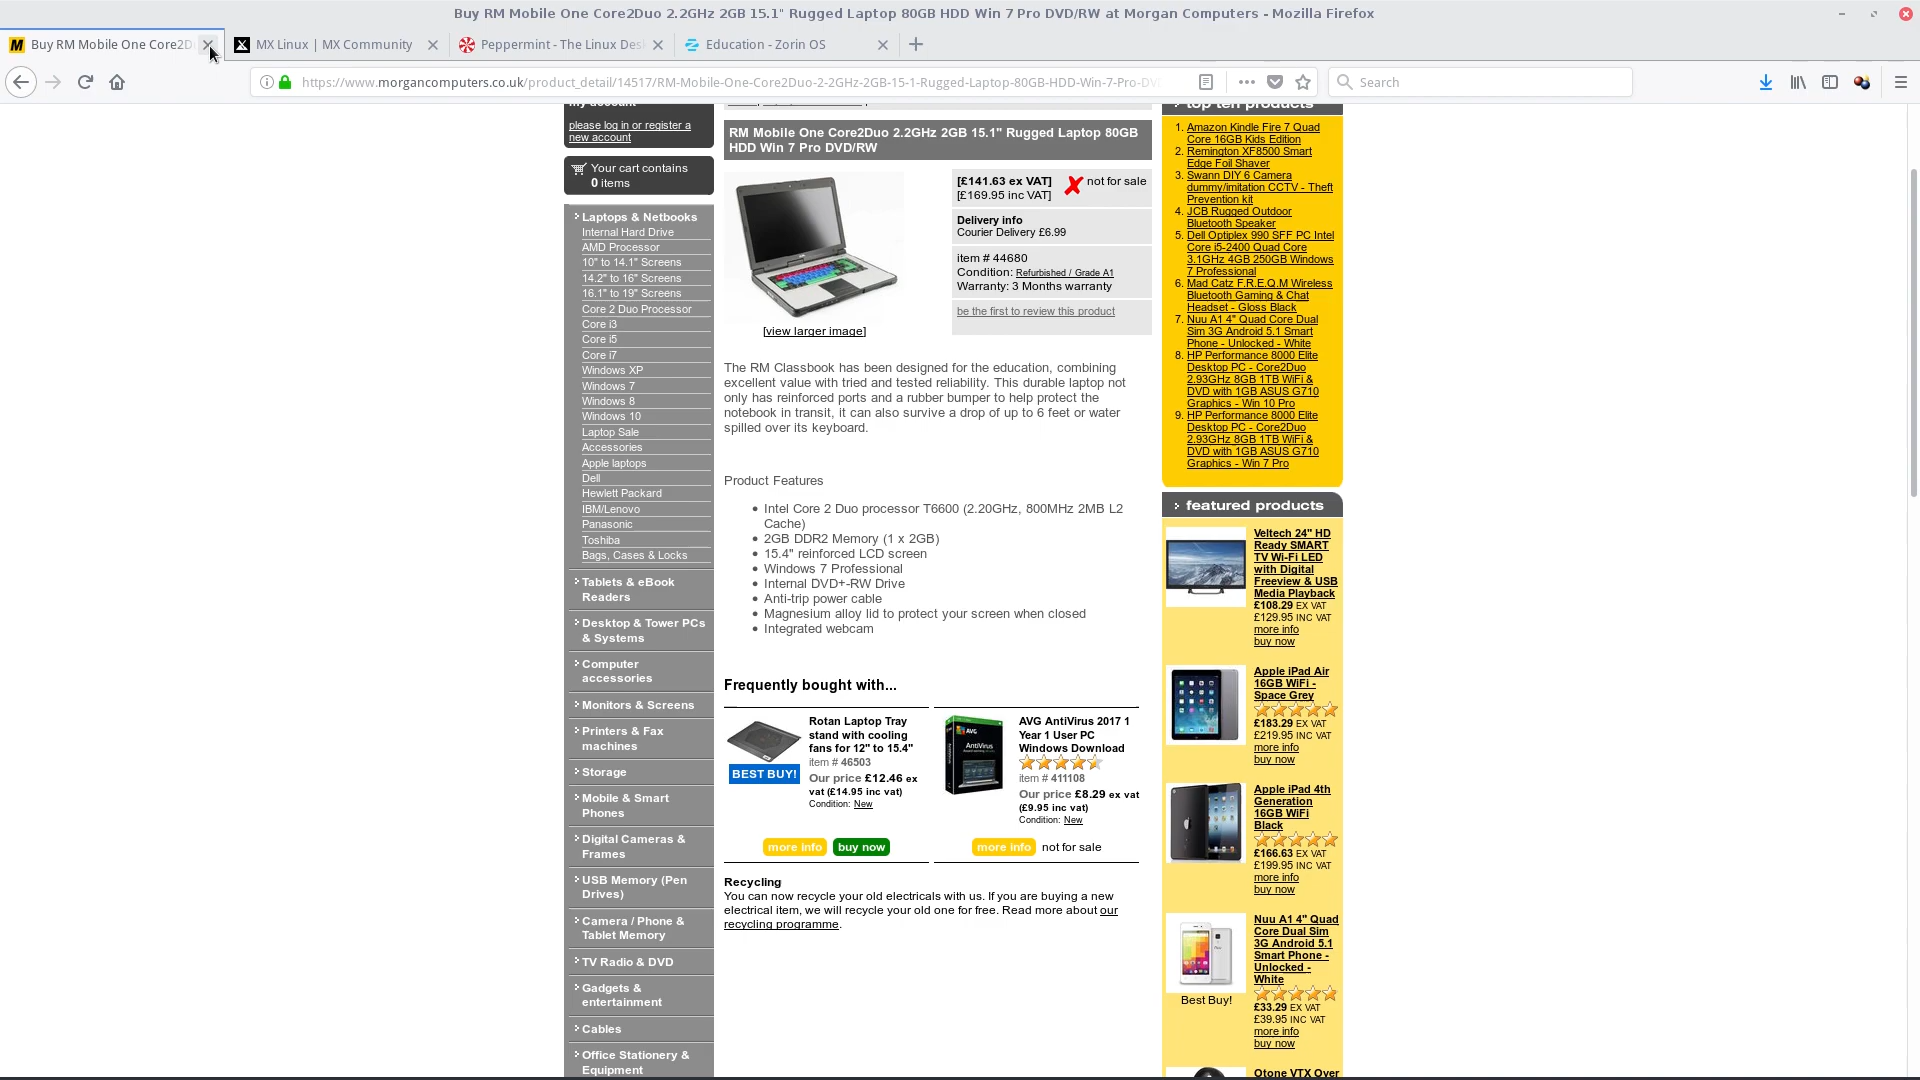 Buy RM Mobile One Core2Duo 2.2GHz 2GB 15.1" Rugged Laptop 80GB HDD Win 7 Pro DVD/RW at Morgan Computers - Mozilla Firefox
Buy RM Mobile One Core2D
MX Linux | MX Community
Peppermint - The Linux Des
Education - Zorin OS
https://www.morgancomputers.co.uk/product_detail/14517/RM-Mobile-One-Core2Duo-2-2GHz-2GB-15-1-Rugged-Laptop-80GB-HDD-Win-7-Pro-DV
Search
please log in or register a
new account
Your cart contains
0 items
Laptops & Netbooks
Internal Hard Drive
AMD Processor
10" to 14.1" Screens
14.2" to 16" Screens
16.1" to 19" Screens
Core 2 Duo Processor
Core i3
Core i5
Core i7
Windows XP
Windows 7
Windows 8
Windows 10
Laptop Sale
Accessories
Apple laptops
Dell
Hewlett Packard
IBM/Lenovo
Panasonic
Toshiba
Bags, Cases & Locks
Tablets & eBook
Readers
Desktop & Tower PCs
& Systems
Computer
accessories
Monitors & Screens
Printers & Fax
machines
Storage
Mobile & Smart
Phones
Digital Cameras &
Frames
USB Memory (Pen
Drives)
Camera / Phone &
Tablet Memory
TV Radio & DVD
Gadgets &
entertainment
Cables
Office Stationery &
Equipment
RM Mobile One Core2Duo 2.2GHz 2GB 15.1" Rugged Laptop 80GB
HDD Win 7 Pro DVD/RW
[view larger image]
[£141.63 ex VAT]
[£169.95 inc VAT]
not for sale
Delivery info
Courier Delivery £6.99
item # 44680
Condition: Refurbished / Grade A1
Warranty: 3 Months warranty
be the first to review this product
The RM Classbook has been designed for the education, combining
excellent value with tried and tested reliability. This durable laptop not
only has reinforced ports and a rubber bumper to help protect the
notebook in transit, it can also survive a drop of up to 6 feet or water
spilled over its keyboard.
Product Features
Intel Core 2 Duo processor T6600 (2.20GHz, 800MHz 2MB L2
Cache)
2GB DDR2 Memory (1 x 2GB)
15.4" reinforced LCD screen
Windows 7 Professional
Internal DVD+-RW Drive
Anti-trip power cable
Magnesium alloy lid to protect your screen when closed
Integrated webcam
Frequently bought with...
BEST BUY!
Rotan Laptop Tray
stand with cooling
fans for 12" to 15.4"
item # 46503
Our price £12.46 ex
vat (£14.95 inc vat)
Condition: New
more info
buy now
AVG
AntiVirus
AVG AntiVirus 2017 1
Year 1 User PC
Windows Download
item # 411108
Our price £8.29 ex vat
(£9.95 inc vat)
Condition: New
more info
not for sale
Recycling
You can now recycle your old electricals with us. If you are buying a new
electrical item, we will recycle your old one for free. Read more about our
recycling programme.
top ten products
1. Amazon Kindle Fire 7 Quad
Core 16GB Kids Edition
2. Remington XF8500 Smart
Edge Foil Shaver
3. Swann DIY 6 Camera
dummy/imitation CCTV - Theft
Prevention kit
4. JCB Rugged Outdoor
Bluetooth Speaker
5. Dell Optiplex 990 SFF PC Intel
Core i5-2400 Quad Core
3.1GHz 4GB 250GB Windows
7 Professional
6. Mad Catz F.R.E.Q.M Wireless
Bluetooth Gaming & Chat
Headset - Gloss Black
7. Nuu A1 4" Quad Core Dual
Sim 3G Android 5.1 Smart
Phone - Unlocked - White
8. HP Performance 8000 Elite
Desktop PC - Core2Duo
2.93GHz 8GB 1TB WiFi &
DVD with 1GB ASUS G710
Graphics - Win 10 Pro
9. HP Performance 8000 Elite
Desktop PC - Core2Duo
2.93GHz 8GB 1TB WiFi &
DVD with 1GB ASUS G710
Graphics - Win 7 Pro
featured products
Veltech 24" HD
Ready SMART
TV Wi-Fi LED
with Digital
Freeview & USB
Media Playback
£108.29 EX VAT
£129.95 INC VAT
more info
buy now
Apple iPad Air
16GB WiFi -
Space Grey
£183.29 EX VAT
£219.95 INC VAT
more info
buy now
Apple iPad 4th
Generation
16GB WiFi
Black
£166.63 EX VAT
£199.95 INC VAT
more info
buy now
Best Buy!
Nuu A1 4" Quad
Core Dual Sim
3G Android 5.1
Smart Phone -
Unlocked -
White
£33.29 EX VAT
£39.95 INC VAT
more info
buy now
Otone VTX Over